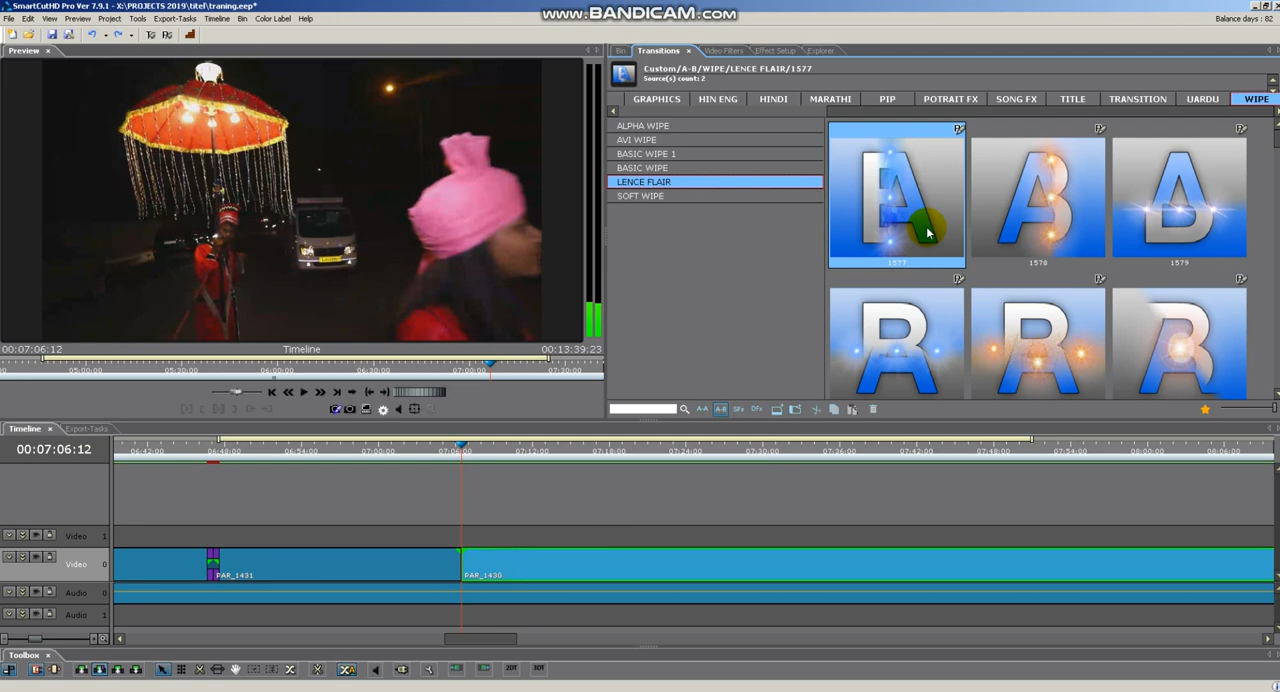 SmartCutHD Pro Ver 7.9.1 - X:\PROJECTS 2019\titel\traning.eep*
www.BANDICAM.com
File Edit View Preview Project Tools Export-Tasks Timeline Bin Color Label Help
Balance days : 82
Preview
Bin Transitions Video Filters Effect Setup Explorer
Custom/A-B/WIPE/LENCE FLAIR/1577
Source(s) count: 2
GRAPHICS HIN ENG HINDI MARATHI PIP POTRAIT FX SONG FX TITLE TRANSITION UARDU WIPE
ALPHA WIPE
AVI WIPE
BASIC WIPE 1
BASIC WIPE
LENCE FLAIR
SOFT WIPE
1577 1578 1579
00:07:06:12 Timeline 00:13:39:23
05:00:00 05:30:00 06:00:00 06:30:00 07:00:00 07:30:00
A-A A-B SFx DFx
Timeline Export-Tasks
00:07:06:12
06:42:00 06:48:00 06:54:00 07:00:00 07:06:00 07:12:00 07:18:00 07:24:00 07:30:00 07:36:00 07:42:00 07:48:00 07:54:00 08:00:00 08:06:00
Video 1
Video 0
PAR_1431 PAR_1430
Audio 0
Audio 1
Toolbox
2DT 3DT